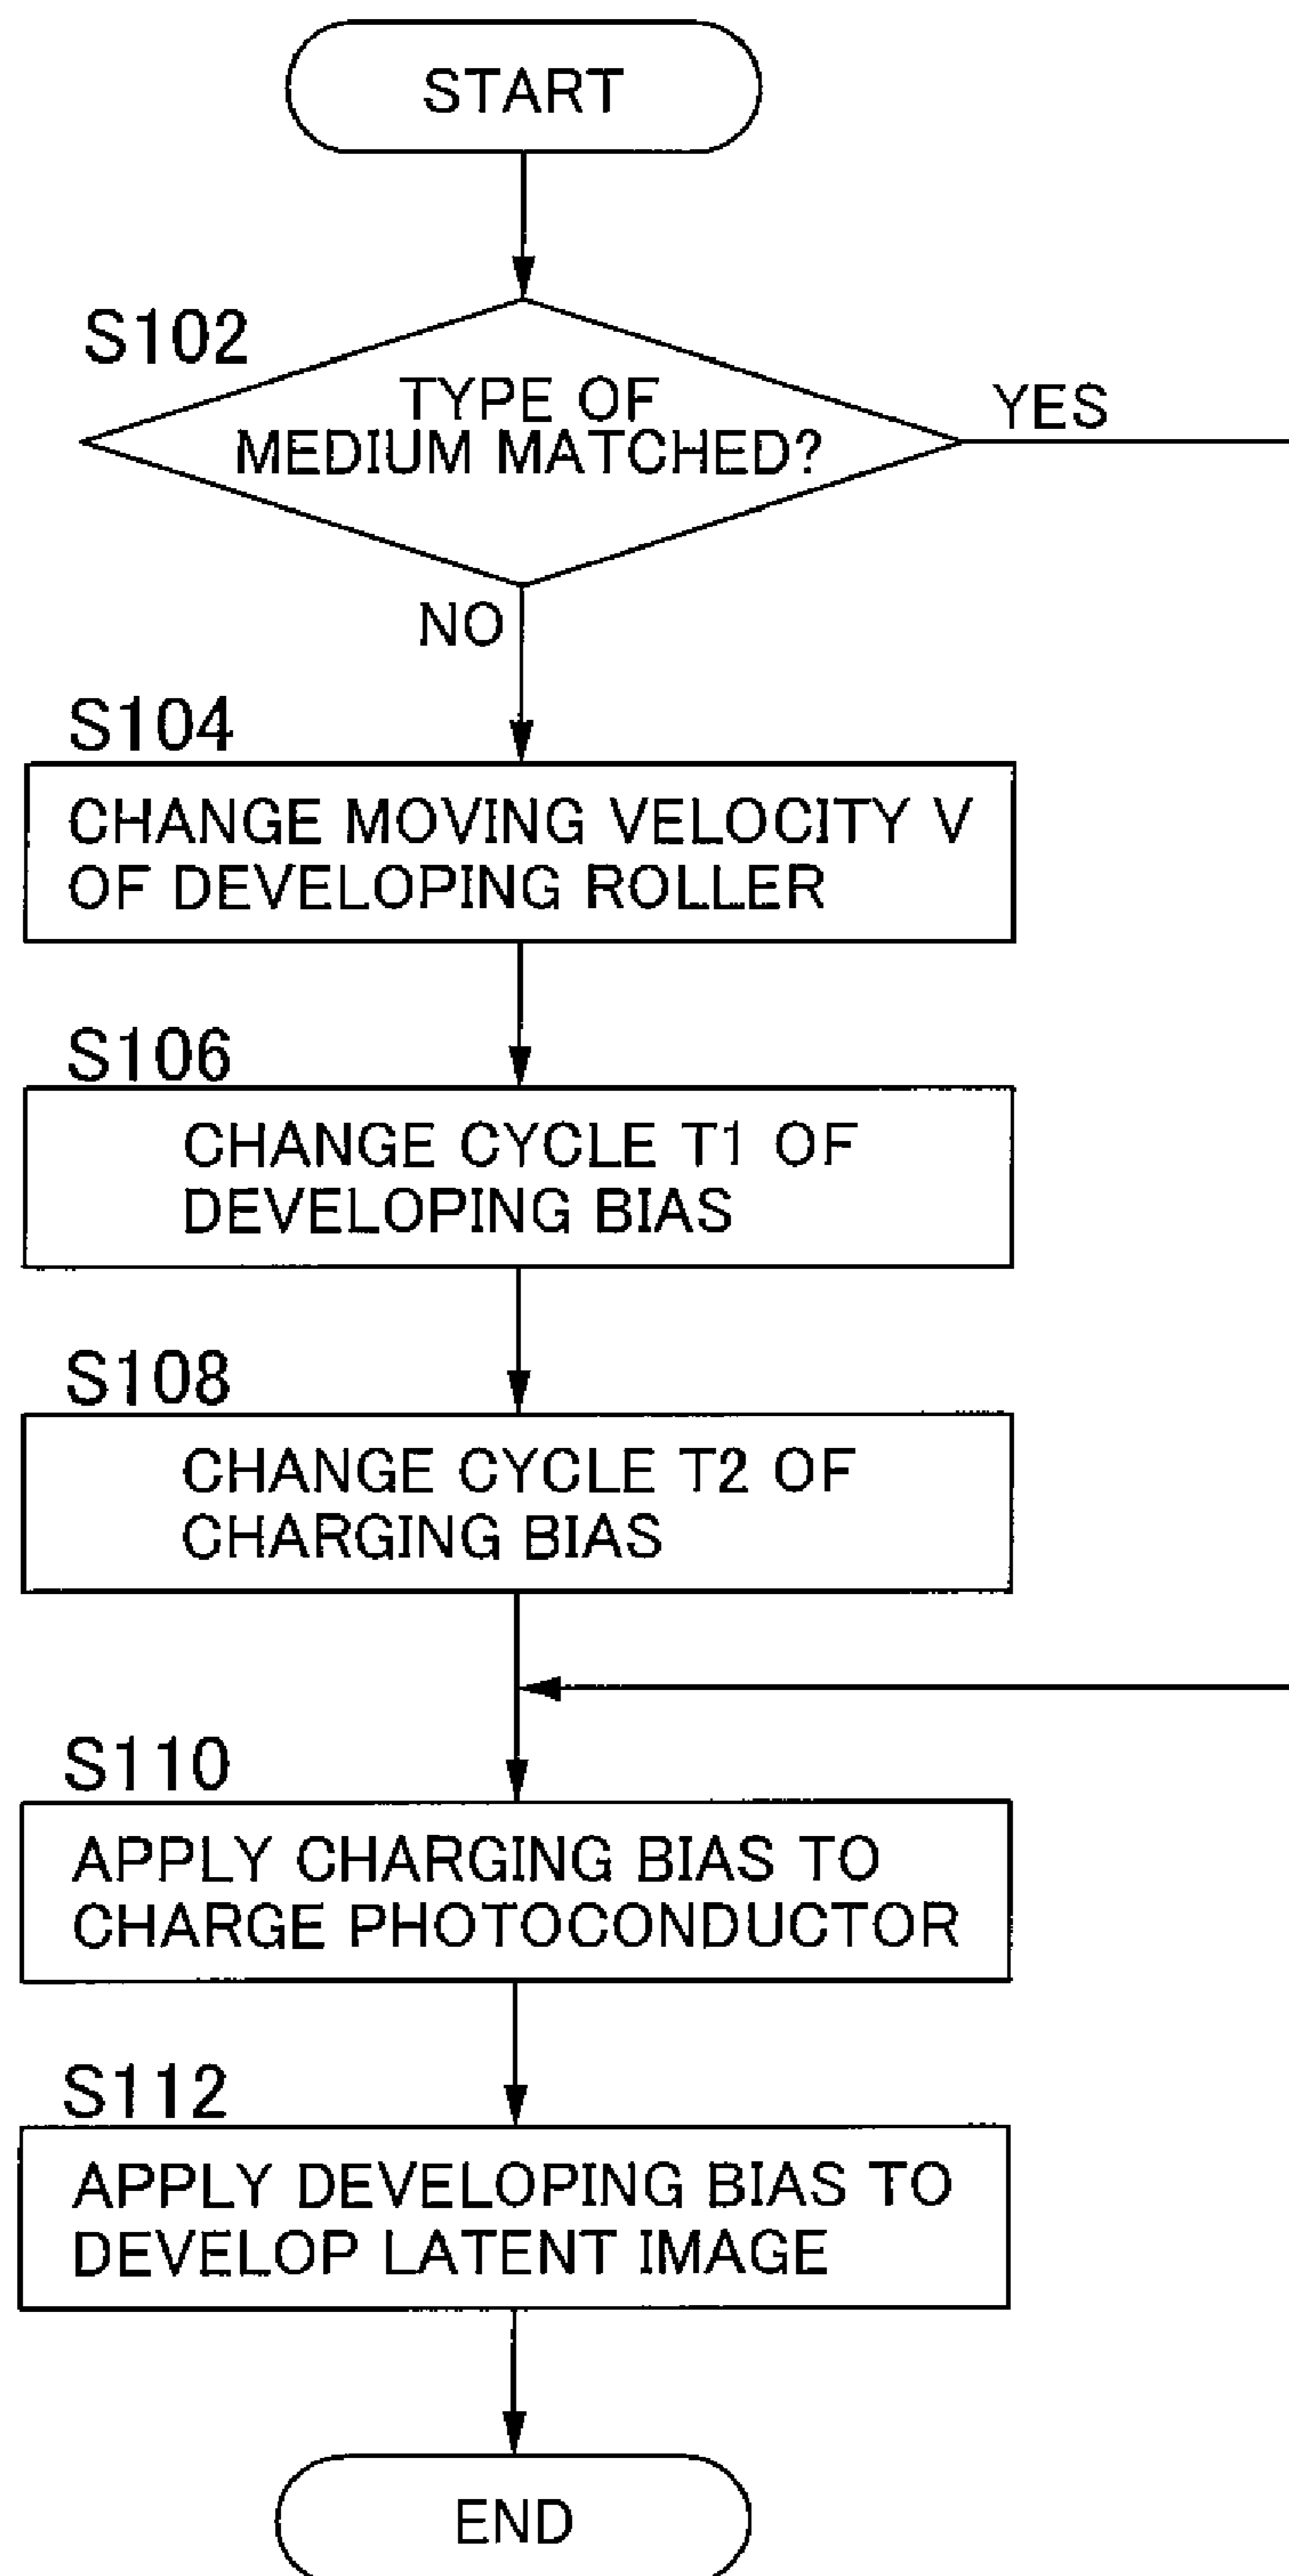 START
S102
TYPE OF
MEDIUM MATCHED?
YES
NO
S104
CHANGE MOVING VELOCITY V
OF DEVELOPING ROLLER
S106
CHANGE CYCLE T1 OF
DEVELOPING BIAS
S108
CHANGE CYCLE T2 OF
CHARGING BIAS
S110
APPLY CHARGING BIAS TO
CHARGE PHOTOCONDUCTOR
S112
APPLY DEVELOPING BIAS TO
DEVELOP LATENT IMAGE
END